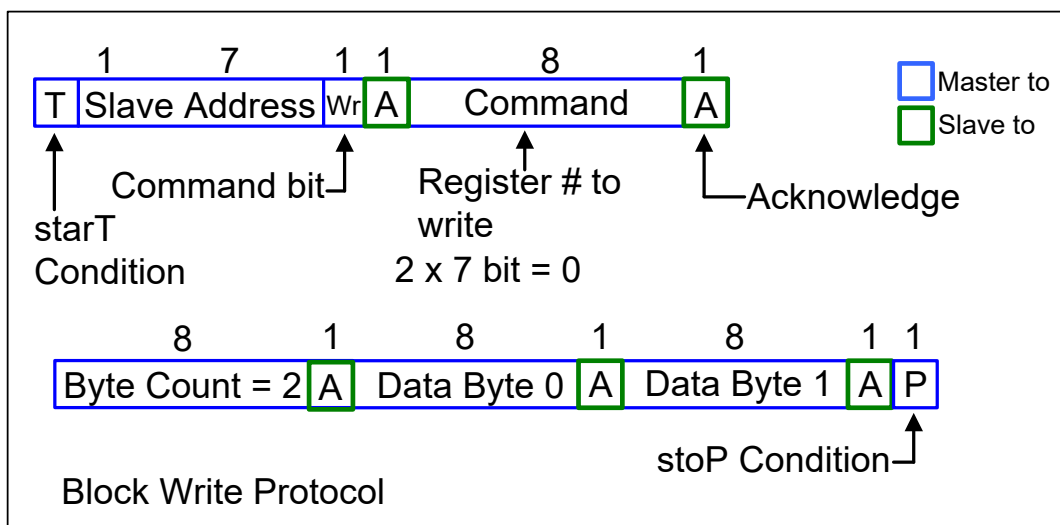 1 7 1 1 8 1
T Slave Address Wr A Command A
Master to
Slave to
Command bit
Register # to
write
Acknowledge
starT
Condition
2 x 7 bit = 0
8 1 8 1 8 1 1
Byte Count = 2 A Data Byte 0 A Data Byte 1 A P
stoP Condition
Block Write Protocol